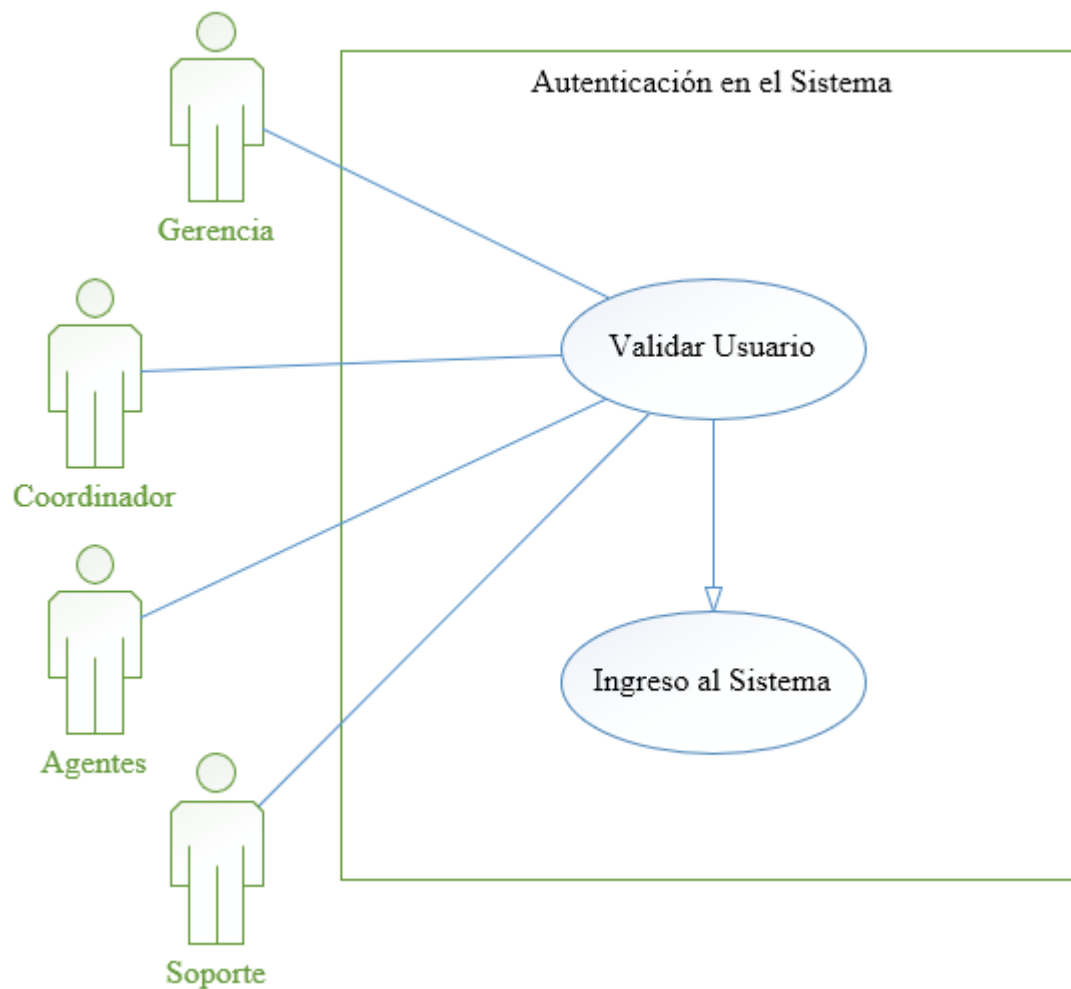 Autenticación en el Sistema
Gerencia
Validar Usuario
Coordinador
Ingreso al Sistema
Agentes
Soporte